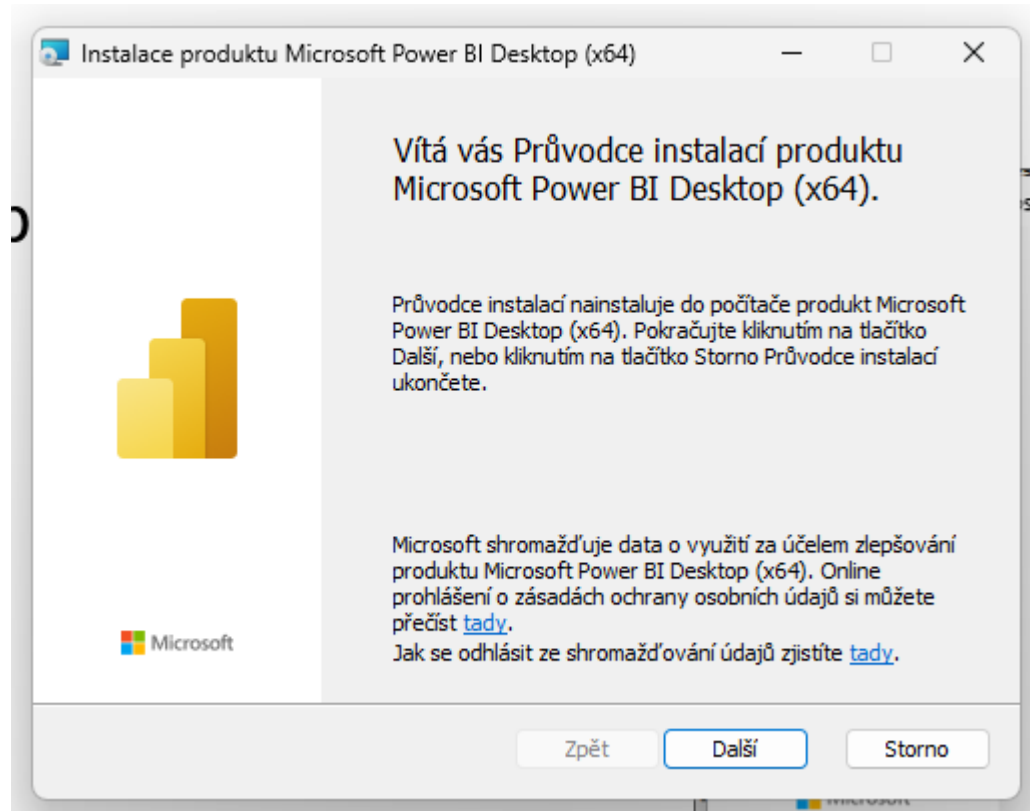 Instalace produktu Microsoft Power BI Desktop (x64)
Vítá vás Průvodce instalací produktu
Microsoft Power BI Desktop (x64).
Průvodce instalací nainstaluje do počítače produkt Microsoft
Power BI Desktop (x64). Pokračujte kliknutím na tlačítko
Další, nebo kliknutím na tlačítko Storno Průvodce instalací
ukončete.
Microsoft shromažďuje data o využití za účelem zlepšování
produktu Microsoft Power BI Desktop (x64). Online
prohlášení o zásadách ochrany osobních údajů si můžete
přečíst tady.
Jak se odhlásit ze shromažďování údajů zjistíte tady.
Microsoft
Zpět
Další
Storno